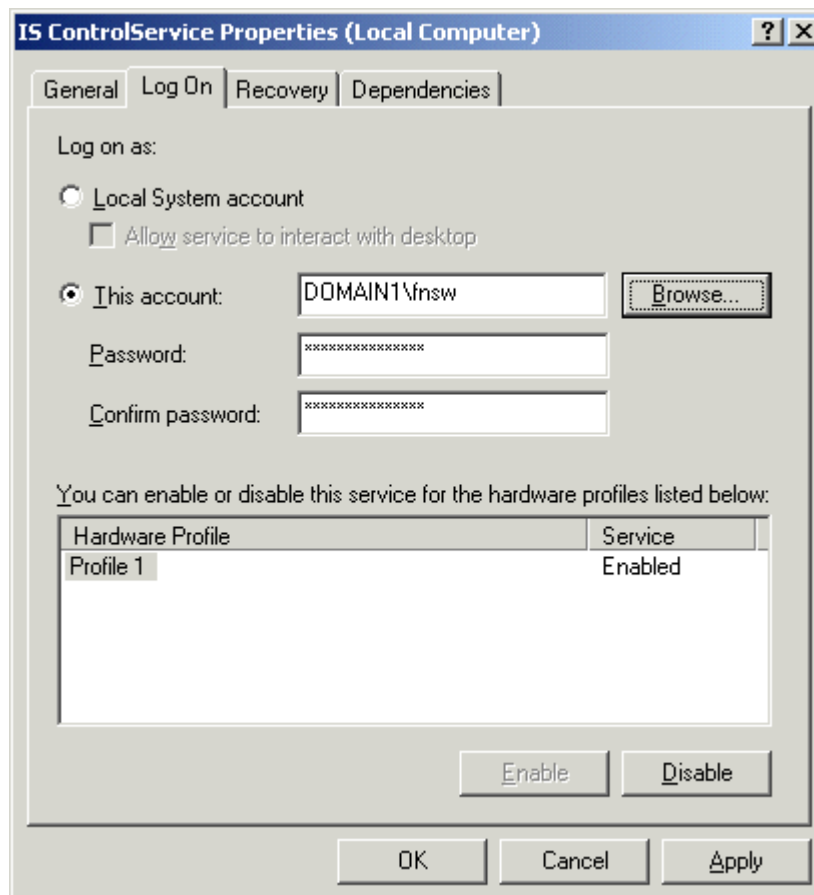 IS ControlService Properties (Local Computer)
General Log On Recovery Dependencies
Log on as:
Local System account
Allow service to interact with desktop
This account: DOMAIN1\fnsw Browse...
Password: ***************
Confirm password: ***************
You can enable or disable this service for the hardware profiles listed below:
Hardware Profile Service
Profile 1 Enabled
Enable Disable
OK Cancel Apply